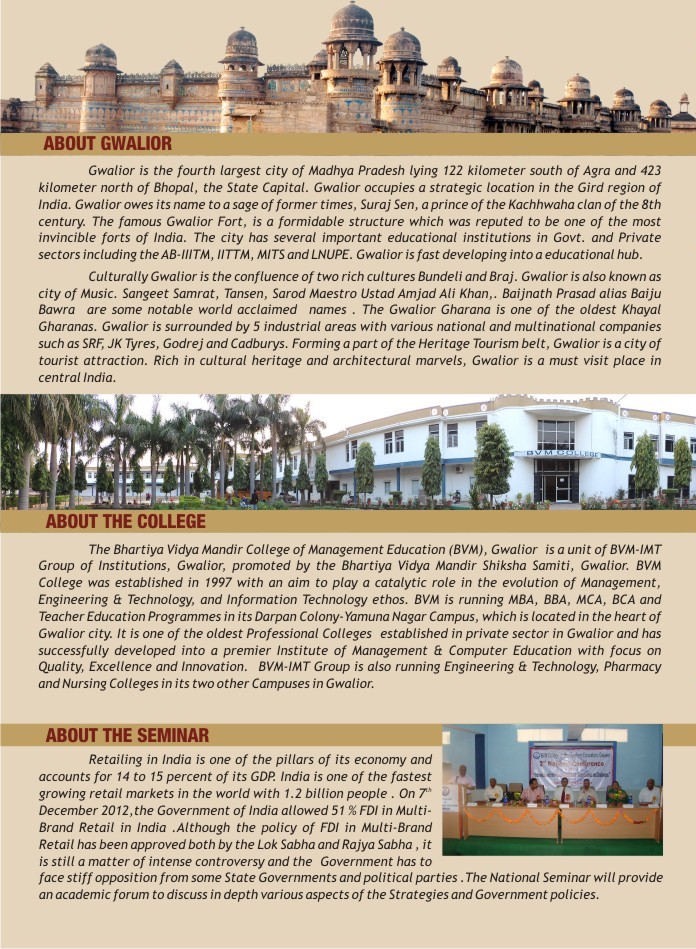 ABOUT GWALIOR
Gwalior is the fourth largest city of Madhya Pradesh lying 122 kilometer south of Agra and 423
kilometer north of Bhopal, the State Capital. Gwalior occupies a strategic location in the Gird region of
India. Gwalior owes its name to a sage of former times, Suraj Sen, a prince of the Kachhwaha clan of the 8th
century. The famous Gwalior Fort, is a formidable structure which was reputed to be one of the most
invincible forts of India. The city has several important educational institutions in Govt. and Private
sectors including the AB-IIITM, IITTM, MITS and LNUPE. Gwalior is fast developing into a educational hub.
Culturally Gwalior is the confluence of two rich cultures Bundeli and Braj. Gwalior is also known as
city of Music. Sangeet Samrat, Tansen, Sarod Maestro Ustad Amjad Ali Khan,. Baijnath Prasad alias Baiju
Bawra are some notable world acclaimed names . The Gwalior Gharana is one of the oldest Khayal
Gharanas. Gwalior is surrounded by 5 industrial areas with various national and multinational companies
such as SRF, JK Tyres, Godrej and Cadburys. Forming a part of the Heritage Tourism belt, Gwalior is a city of
tourist attraction. Rich in cultural heritage and architectural marvels, Gwalior is a must visit place in
central India.
BVM COLLEGE
ABOUT THE COLLEGE
The Bhartiya Vidya Mandir College of Management Education (BVM), Gwalior is a unit of BVM-IMT
Group of Institutions, Gwalior, promoted by the Bhartiya Vidya Mandir Shiksha Samiti, Gwalior. BVM
College was established in 1997 with an aim to play a catalytic role in the evolution of Management,
Engineering & Technology, and Information Technology ethos. BVM is running MBA, BBA, MCA, BCA and
Teacher Education Programmes in its Darpan Colony-Yamuna Nagar Campus, which is located in the heart of
Gwalior city. It is one of the oldest Professional Colleges established in private sector in Gwalior and has
successfully developed into a premier Institute of Management & Computer Education with focus on
Quality, Excellence and Innovation. BVM-IMT Group is also running Engineering & Technology, Pharmacy
and Nursing Colleges in its two other Campuses in Gwalior.
ABOUT THE SEMINAR
Retailing in India is one of the pillars of its economy and
accounts for 14 to 15 percent of its GDP. India is one of the fastest
growing retail markets in the world with 1.2 billion people . On 7th
December 2012,the Government of India allowed 51 % FDI in Multi-
Brand Retail in India .Although the policy of FDI in Multi-Brand
Retail has been approved both by the Lok Sabha and Rajya Sabha , it
is still a matter of intense controversy and the Government has to
face stiff opposition from some State Governments and political parties .The National Seminar will provide
an academic forum to discuss in depth various aspects of the Strategies and Government policies.